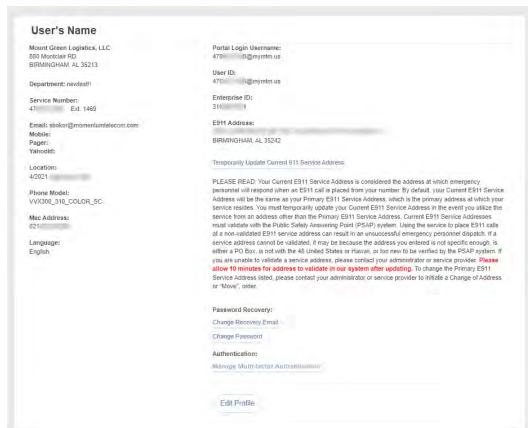 User's Name
Mount Green Logistics, LLC
880 Montclair RD
BIRMINGHAM, AL 35213
Department: newtest!!
Service Number:
Ext. 1469
Email: sbokor@momentumtelecom.com
Mobile:
Pager:
YahooId:
Location:
4/2021
Phone Model:
VVX300_310_COLOR_SC-
Mac Address:
Language:
English
Portal Login Username:
@mymtm.us
User ID:
@mymtm.us
Enterprise ID:
E911 Address:
BIRMINGHAM, AL 35242
Temporarily Update Current 911 Service Address
PLEASE READ: Your Current E911 Service Address is considered the address at which emergency
personnel will respond when an E911 call is placed from your number. By default, your Current E911 Service
Address will be the same as your Primary E911 Service Address, which is the primary address at which your
service resides. You must temporarily update your Current E911 Service Address in the event you utilize the
service from an address other than the Primary E911 Service Address. Current E911 Service Addresses
must validate with the Public Safety Answering Point (PSAP) system. Using the service to place E911 calls
at a non-validated E911 service address can result in an unsuccessful emergency personnel dispatch. If a
service address cannot be validated, it may be because the address you entered is not specific enough, is
either a PO Box, is not within the 48 United States or Hawaii, or too new to be verified by the PSAP system. If
you are unable to validate a service address, please contact your administrator or service provider. Please
allow 10 minutes for address to validate in our system after updating. To change the Primary E911
Service Address listed, please contact your administrator or service provider to initiate a Change of Address
or "Move", order.
Password Recovery:
Change Recovery Email
Change Password
Authentication:
Manage Multi-factor Authentication
Edit Profile